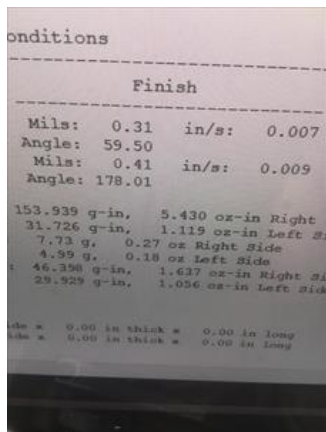 onditions
Finish
Mils: 0.31 in/s: 0.007
Angle: 59.50
Mils: 0.41 in/s: 0.009
Angle: 178.01
153.939 g-in, 5.430 oz-in Right
31.726 g-in, 1.119 oz-in Left S
7.73 g, 0.27 oz Right Side
4.99 g, 0.18 oz Left Side
: 46.398 g-in, 1.637 oz-in Right Si
29.929 g-in, 1.056 oz-in Left Side
ide = 0.00 in thick = 0.00 in long
ide = 0.00 in thick = 0.00 in long